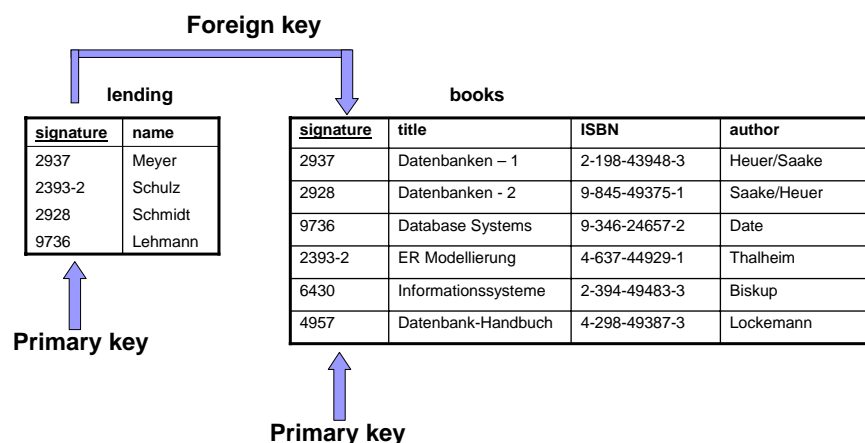 Foreign key
lending
books
signature name
2937 Meyer
2393-2 Schulz
2928 Schmidt
9736 Lehmann
signature title ISBN author
2937 Datenbanken – 1 2-198-43948-3 Heuer/Saake
2928 Datenbanken - 2 9-845-49375-1 Saake/Heuer
9736 Database Systems 9-346-24657-2 Date
2393-2 ER Modellierung 4-637-44929-1 Thalheim
6430 Informationssysteme 2-394-49483-3 Biskup
4957 Datenbank-Handbuch 4-298-49387-3 Lockemann
Primary key
Primary key